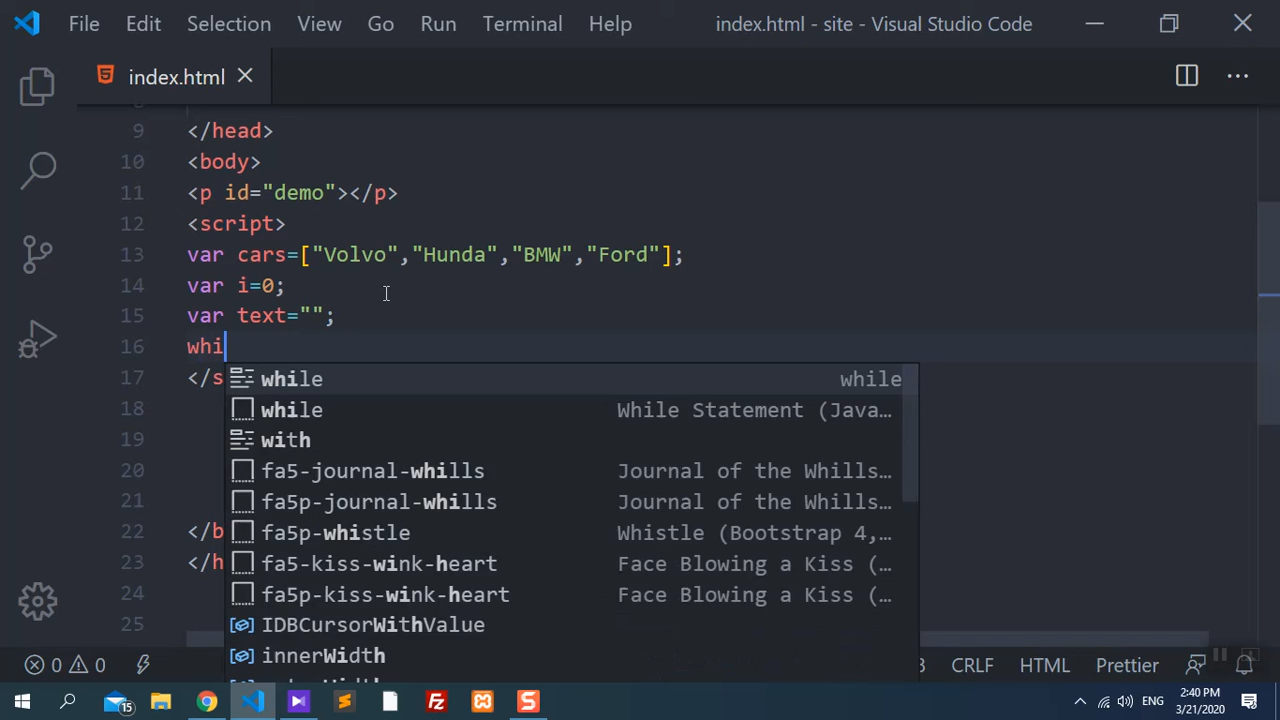 File Edit Selection View Go Run Terminal Help index.html - site - Visual Studio Code
index.html
9 </head>
10 <body>
11 <p id="demo"></p>
12 <script>
13 var cars=["Volvo","Hunda","BMW","Ford"];
14 var i=0;
15 var text="";
16 whi
17 </s
while while
18
while While Statement (Java…
19
with
20
fa5-journal-whills Journal of the Whills…
21
fa5p-journal-whills Journal of the Whills…
22 </b
fa5p-whistle Whistle (Bootstrap 4,…
23 </h
fa5-kiss-wink-heart Face Blowing a Kiss (…
24
fa5p-kiss-wink-heart Face Blowing a Kiss (…
25
IDBCursorWithValue
innerWidth
0 0 CRLF HTML Prettier
15 ENG 2:40 PM
3/21/2020